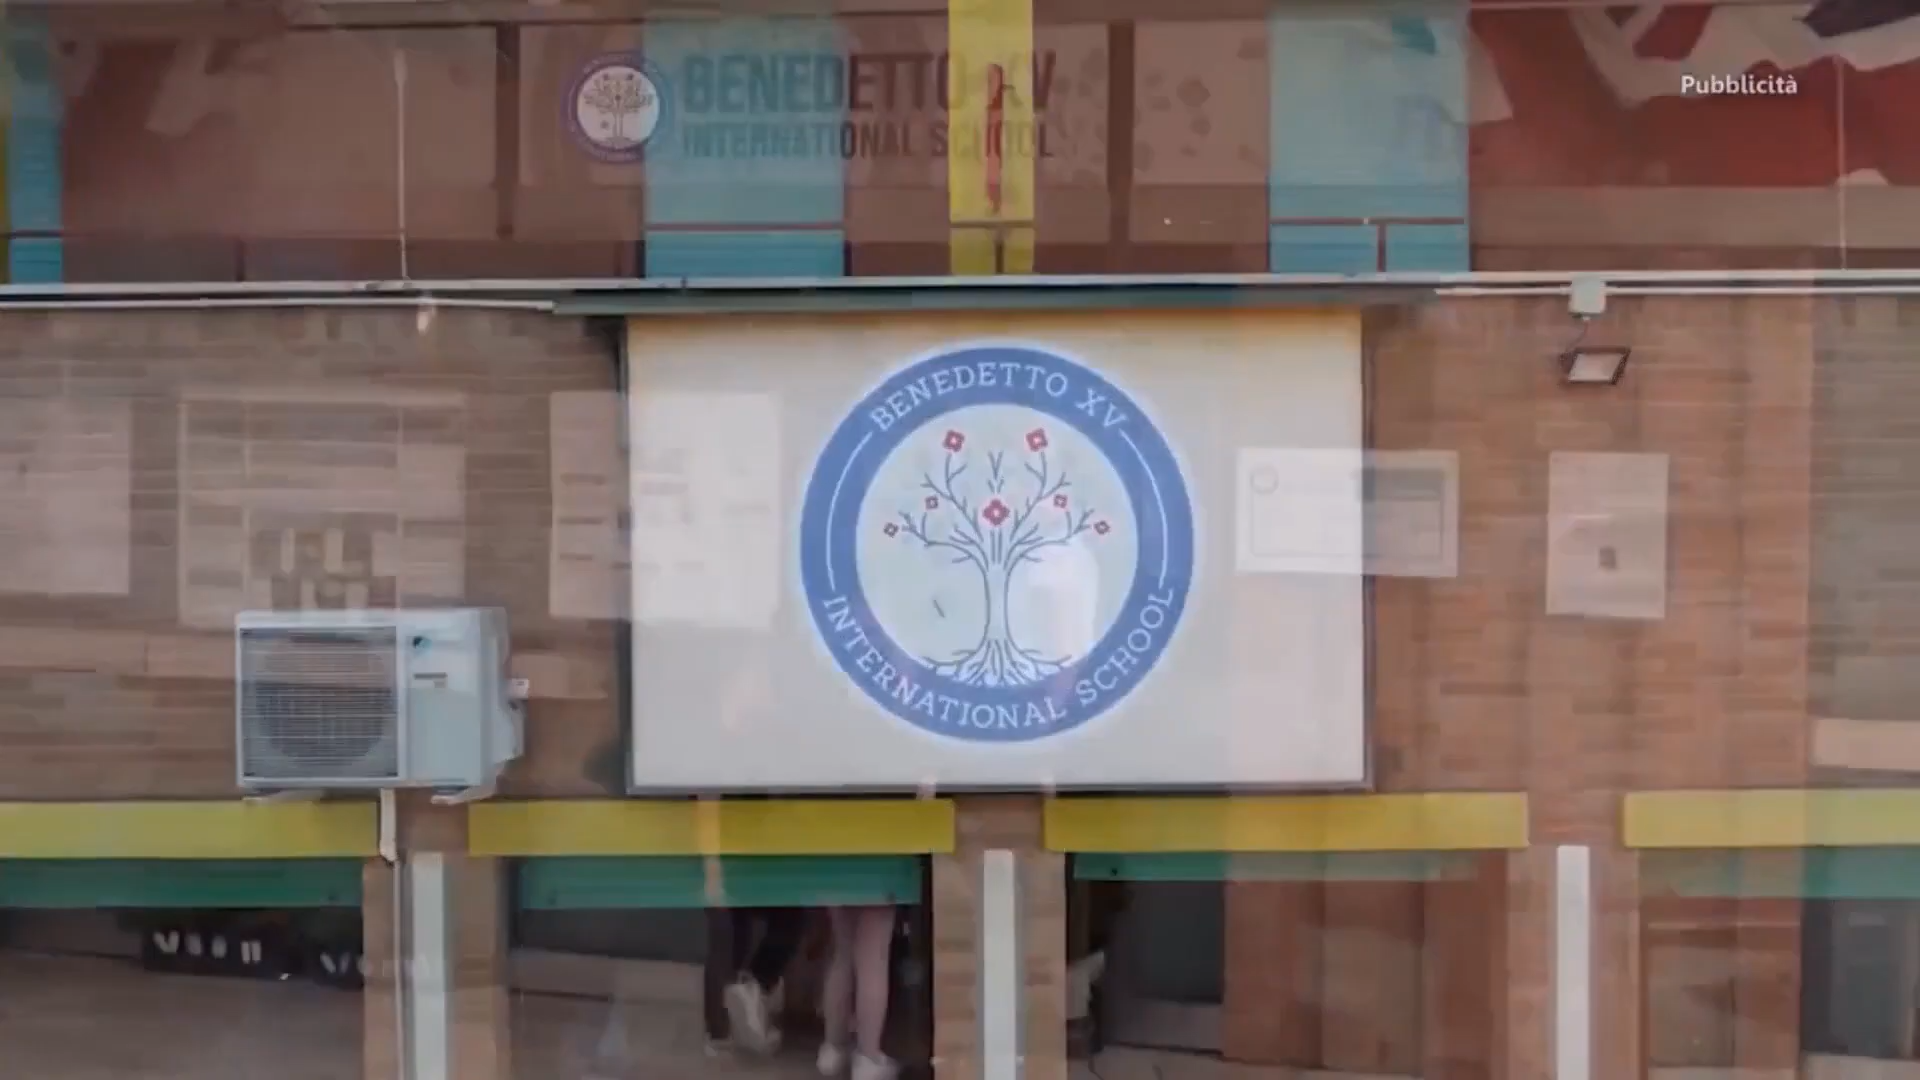 Pubblicità
BENEDETTO XV
INTERNATIONAL SCHOOL
BENEDETTO XV
INTERNATIONAL SCHOOL